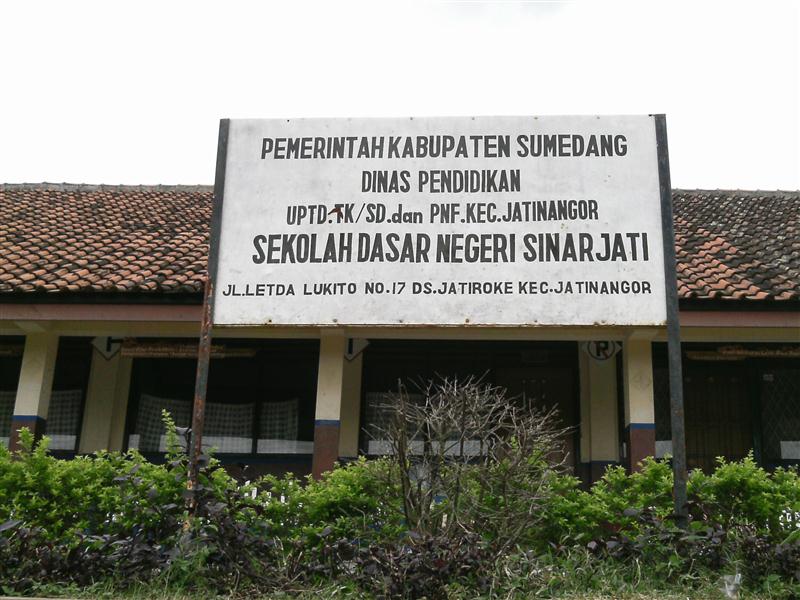 PEMERINTAH KABUPATEN SUMEDANG
DINAS PENDIDIKAN
UPTD.TK/SD.dan PNF.KEC.JATINANGOR
SEKOLAH DASAR NEGERI SINARJATI
JL.LETDA LUKITO NO.17 DS.JATIROKE KEC.JATINANGOR
R